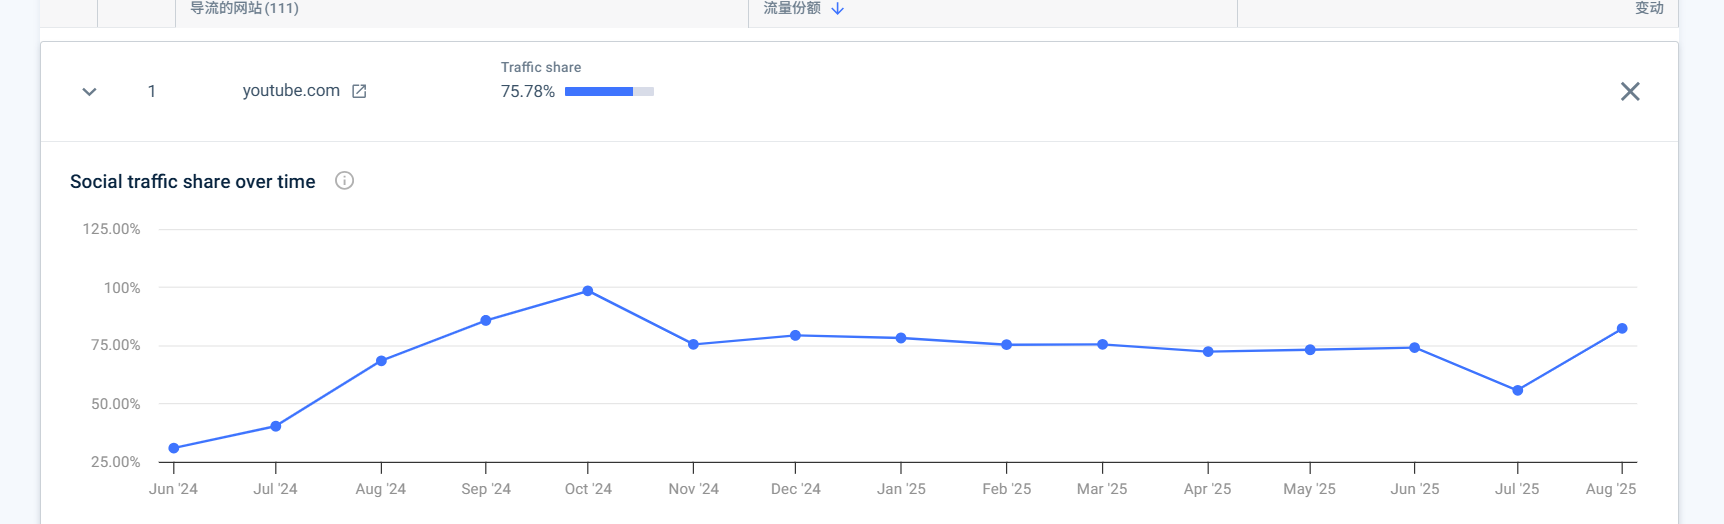 导流的网站 (111) 流量份额 变动
Traffic share
1 youtube.com 75.78%
Social traffic share over time
125.00%
100%
75.00%
50.00%
25.00%
Jun '24 Jul '24 Aug '24 Sep '24 Oct '24 Nov '24 Dec '24 Jan '25 Feb '25 Mar '25 Apr '25 May '25 Jun '25 Jul '25 Aug '25